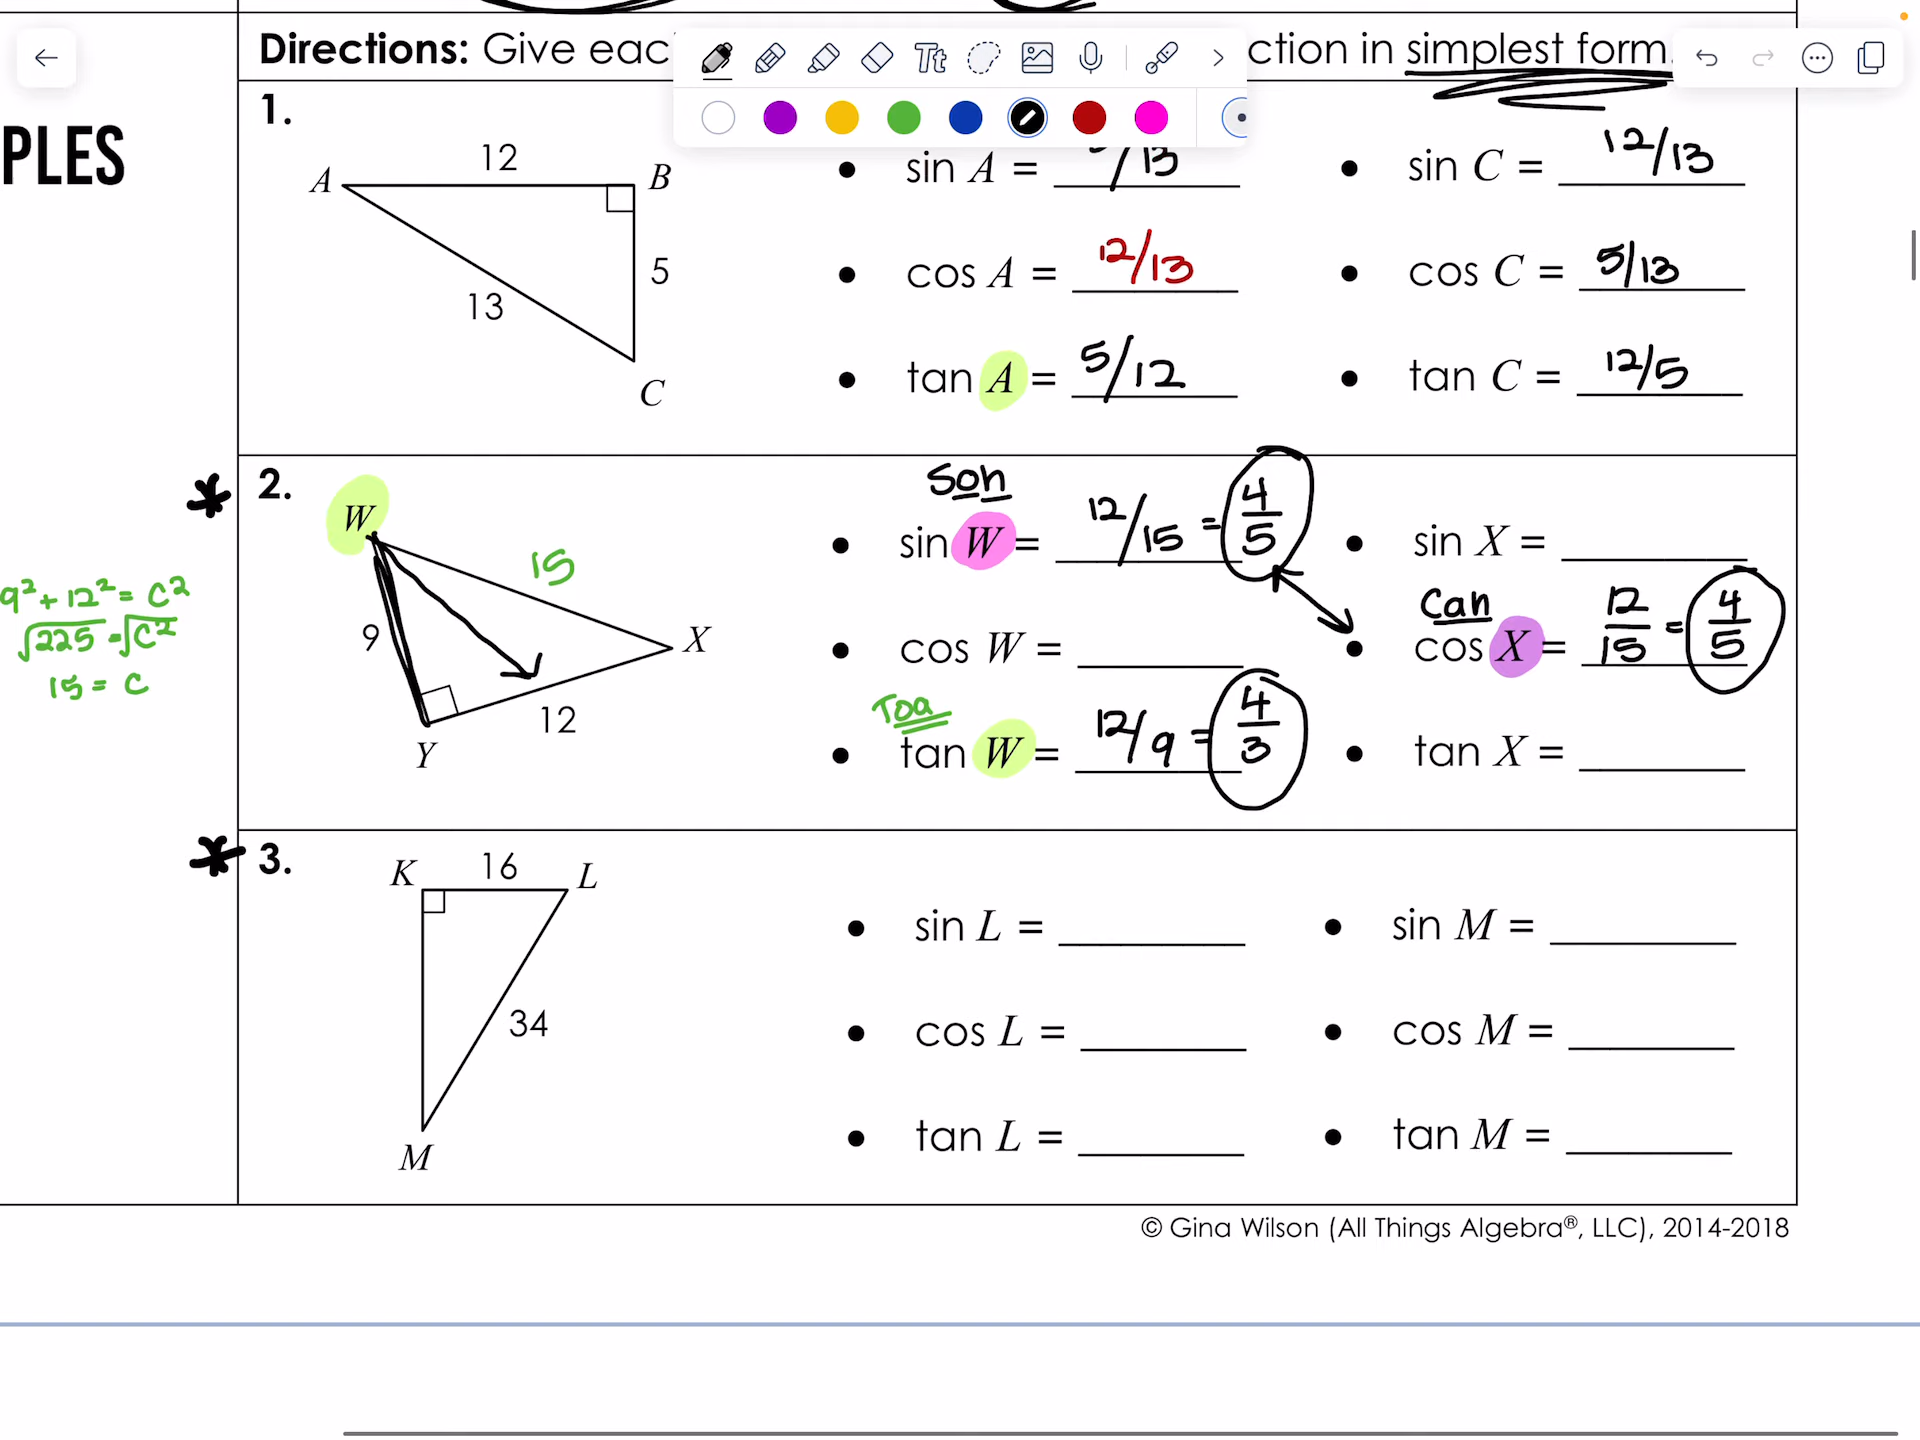 Directions: Give eac
ction in simplest form.
PLES
1.
A
12
B
5
13
C
sin A = /13
cos A = 12/13
tan A = 5/12
sin C = 12/13
cos C = 5/13
tan C = 12/5
2.
W
15
9
X
12
Y
9² + 12² = C²
√225 = √C²
15 = C
Soh
sin W = 12/15 = 4/5
cos W =
Toa
tan W = 12/9 = 4/3
sin X =
Cah
cos X = 12/15 = 4/5
tan X =
3.
K
16
L
34
M
sin L =
cos L =
tan L =
sin M =
cos M =
tan M =
© Gina Wilson (All Things Algebra®, LLC), 2014-2018
Tt